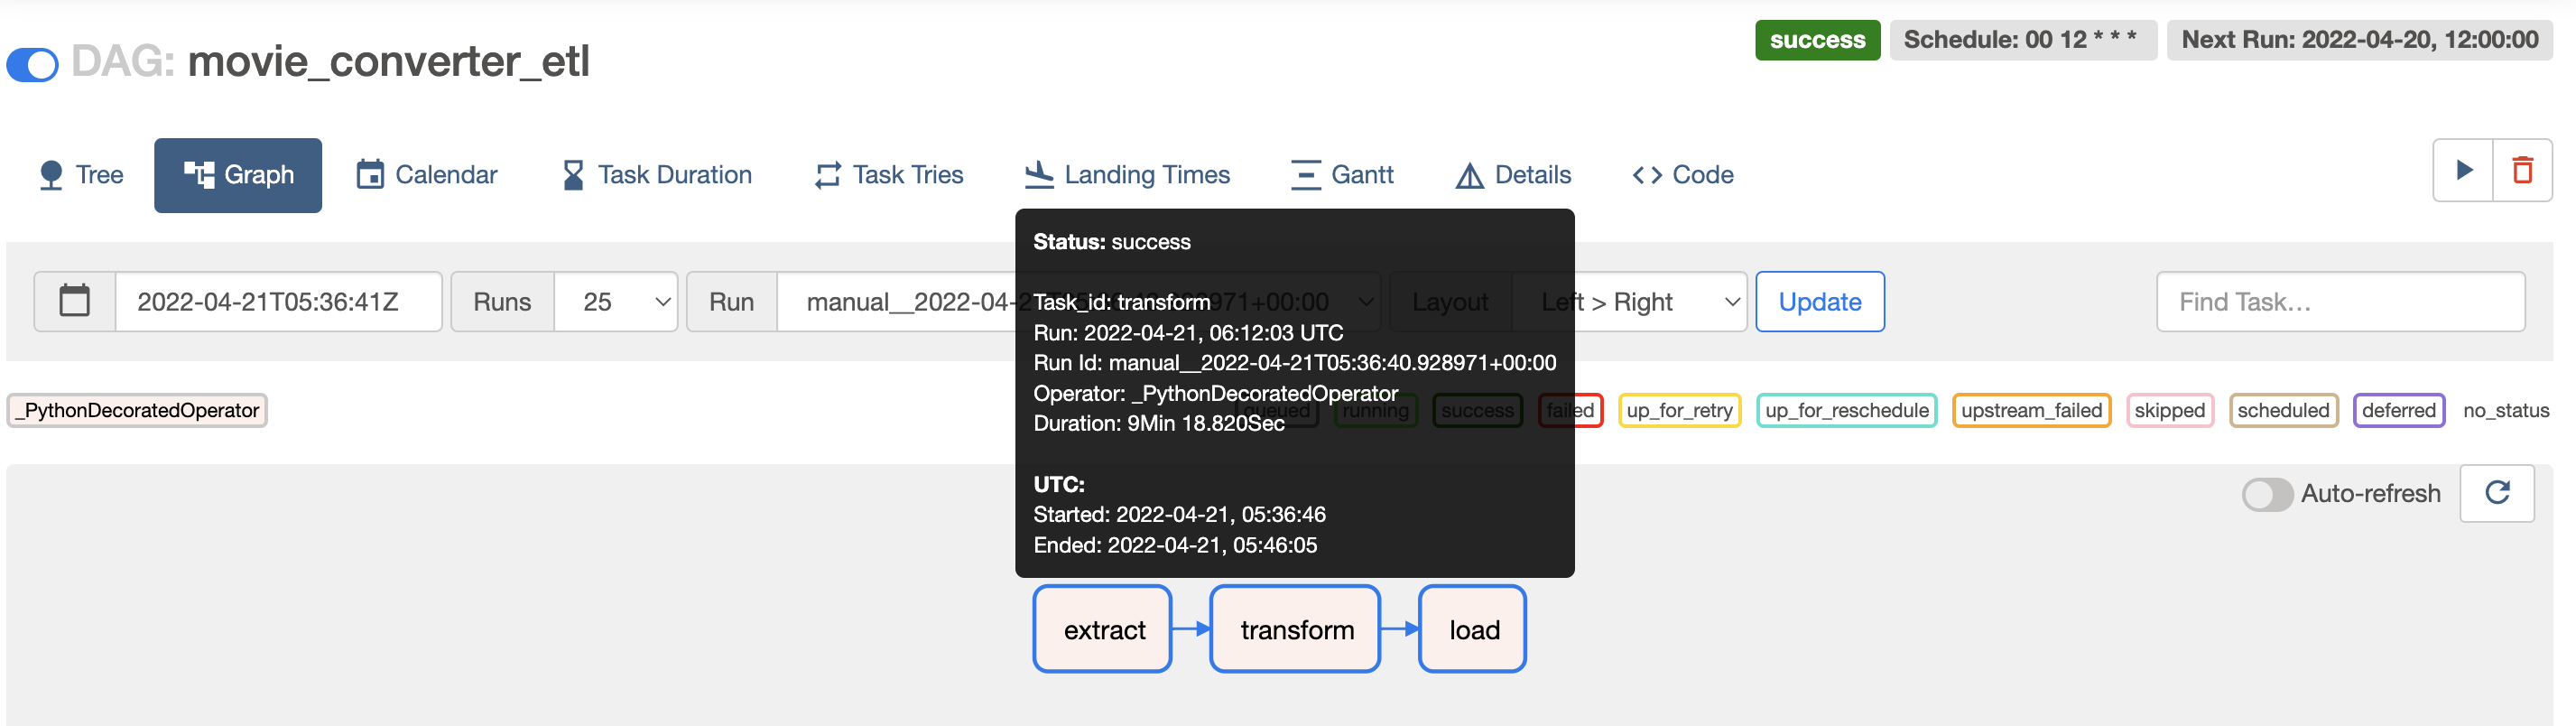 DAG: movie_converter_etl
success
Schedule: 00 12 * * *
Next Run: 2022-04-20, 12:00:00
Tree
Graph
Calendar
Task Duration
Task Tries
Landing Times
Gantt
Details
Code
2022-04-21T05:36:41Z
Runs
25
Run
manual__2022-04-
971+00:00
Layout
Left > Right
Update
Find Task...
Status: success
Task_id: transform
Run: 2022-04-21, 06:12:03 UTC
Run Id: manual__2022-04-21T05:36:40.928971+00:00
Operator: _PythonDecoratedOperator
Duration: 9Min 18.820Sec
UTC:
Started: 2022-04-21, 05:36:46
Ended: 2022-04-21, 05:46:05
_PythonDecoratedOperator
queued
running
success
failed
up_for_retry
up_for_reschedule
upstream_failed
skipped
scheduled
deferred
no_status
Auto-refresh
extract
transform
load